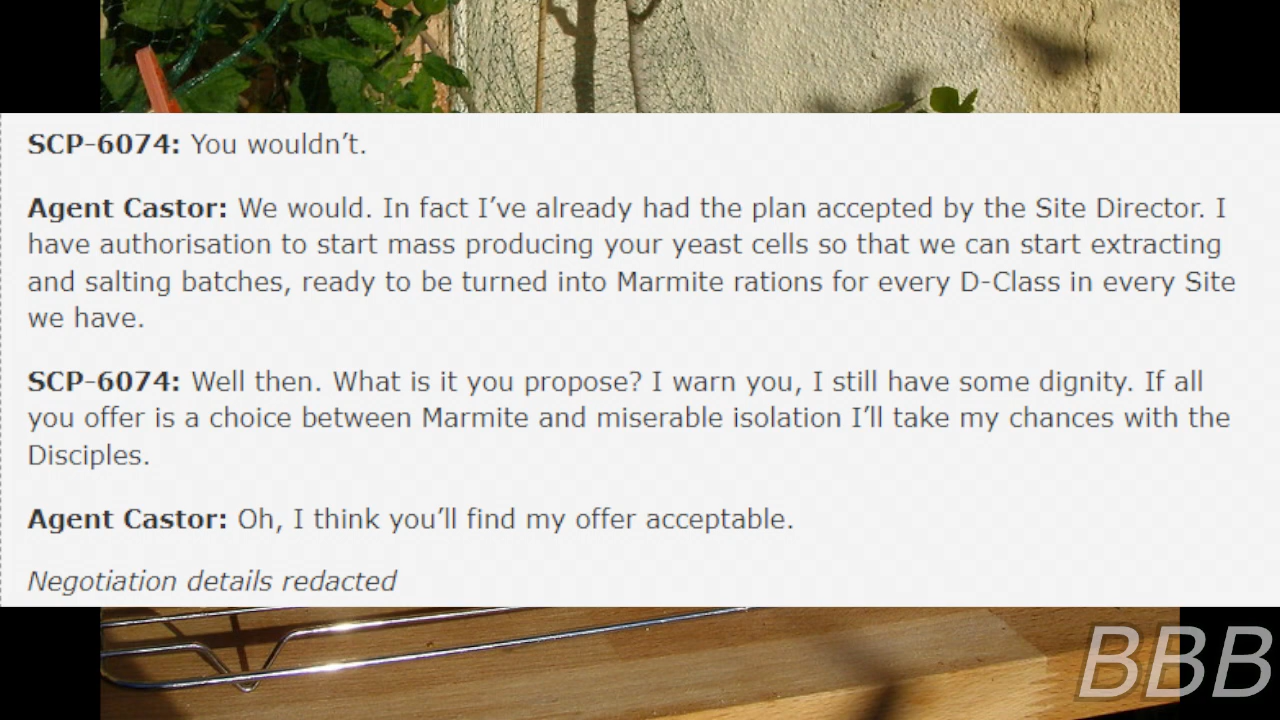 SCP-6074: You wouldn’t.
Agent Castor: We would. In fact I’ve already had the plan accepted by the Site Director. I
have authorisation to start mass producing your yeast cells so that we can start extracting
and salting batches, ready to be turned into Marmite rations for every D-Class in every Site
we have.
SCP-6074: Well then. What is it you propose? I warn you, I still have some dignity. If all
you offer is a choice between Marmite and miserable isolation I’ll take my chances with the
Disciples.
Agent Castor: Oh, I think you’ll find my offer acceptable.
Negotiation details redacted
BBB